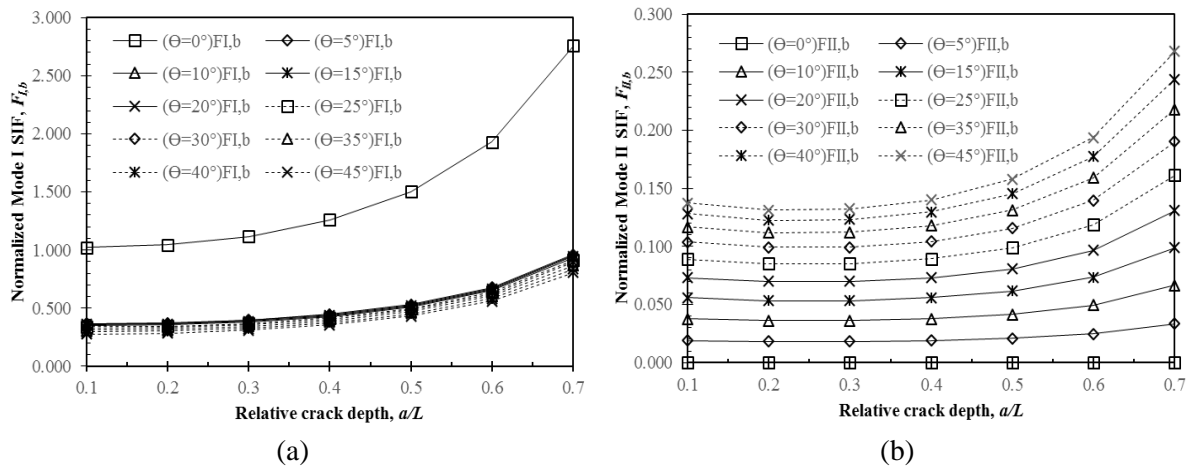 3.000
2.500
2.000
1.500
1.000
0.500
0.000
Normalized Mode I SIF, F_{I,b}
(Ө=0°)FI,b (Ө=5°)FI,b
(Ө=10°)FI,b (Ө=15°)FI,b
(Ө=20°)FI,b (Ө=25°)FI,b
(Ө=30°)FI,b (Ө=35°)FI,b
(Ө=40°)FI,b (Ө=45°)FI,b
0.1 0.2 0.3 0.4 0.5 0.6 0.7
Relative crack depth, a/L
(a)
0.300
0.250
0.200
0.150
0.100
0.050
0.000
Normalized Mode II SIF, F_{II,b}
(Ө=0°)FII,b (Ө=5°)FII,b
(Ө=10°)FII,b (Ө=15°)FII,b
(Ө=20°)FII,b (Ө=25°)FII,b
(Ө=30°)FII,b (Ө=35°)FII,b
(Ө=40°)FII,b (Ө=45°)FII,b
0.1 0.2 0.3 0.4 0.5 0.6 0.7
Relative crack depth, a/L
(b)